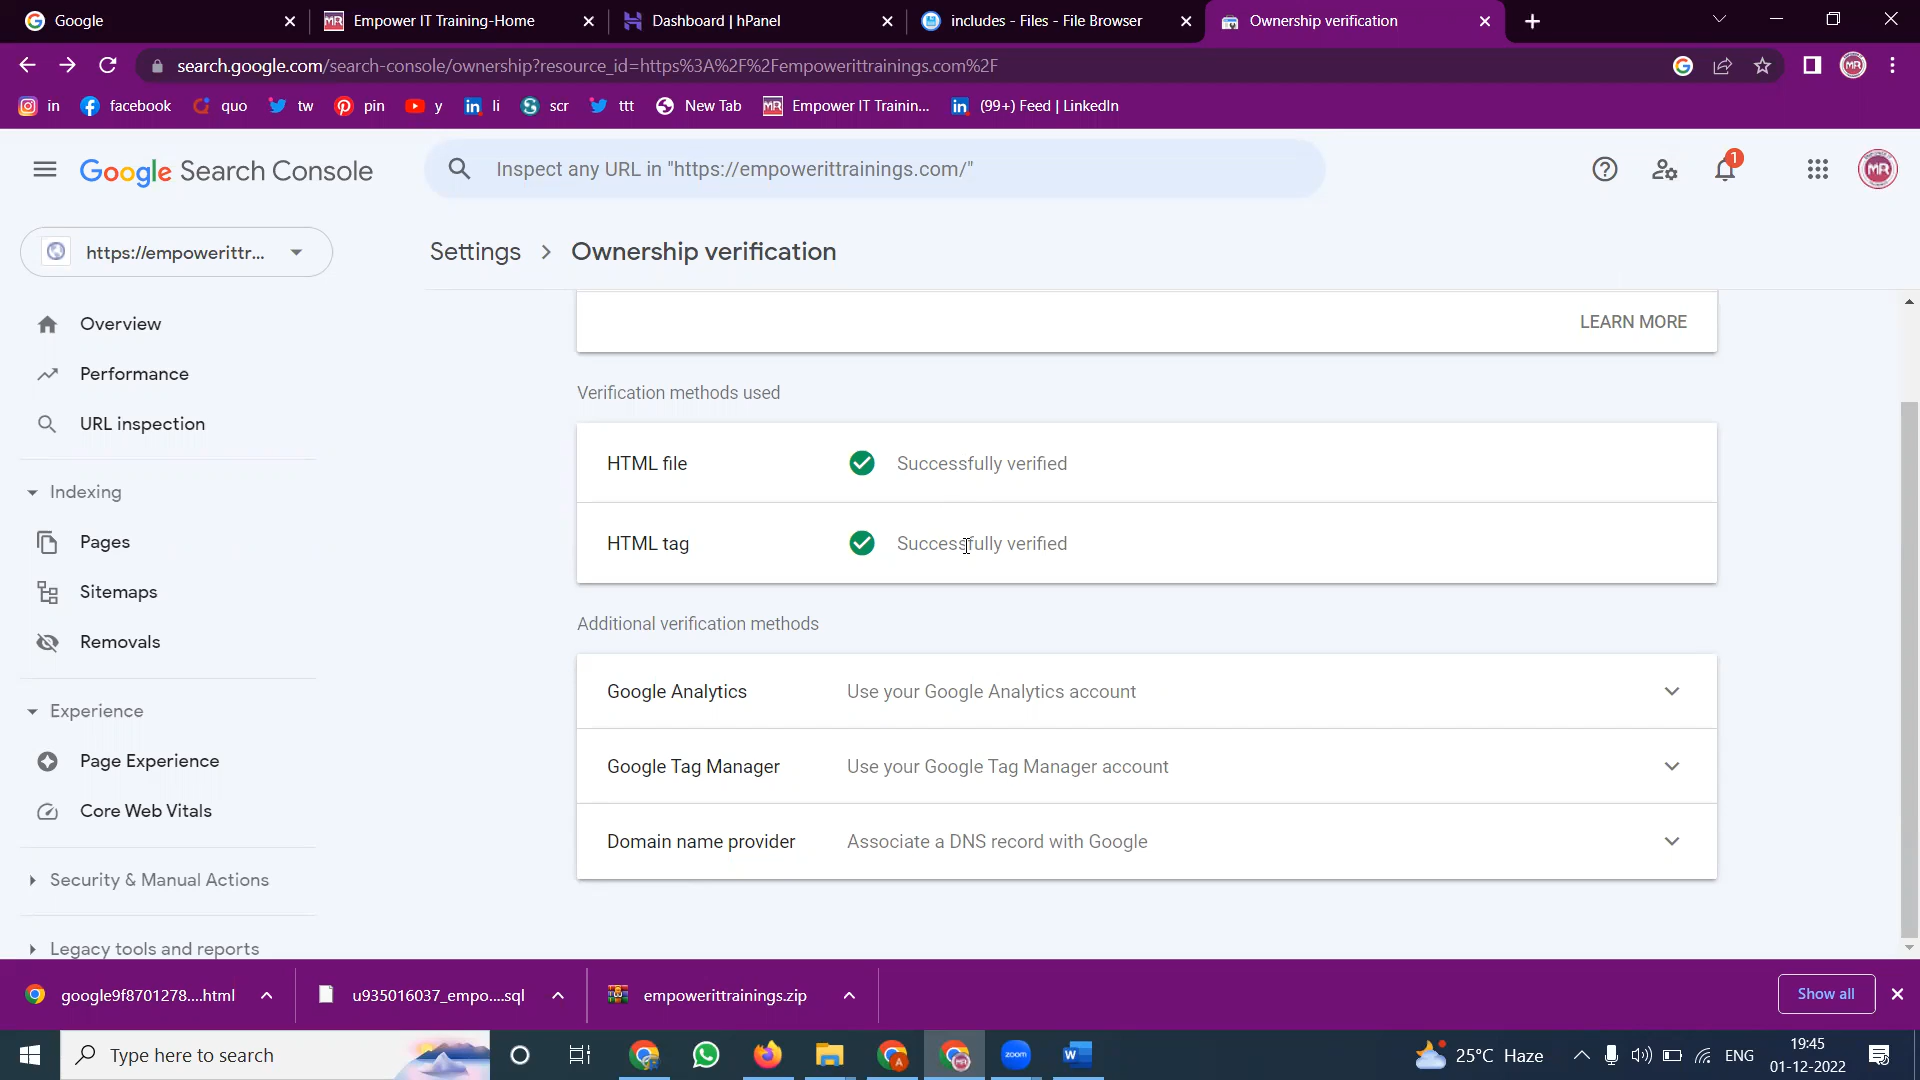 Google
Empower IT Training-Home
Dashboard | hPanel
includes - Files - File Browser
Ownership verification
search.google.com/search-console/ownership?resource_id=https%3A%2F%2Fempowerittrainings.com%2F
in
facebook
quo
tw
pin
y
li
scr
ttt
New Tab
Empower IT Trainin...
(99+) Feed | LinkedIn
Google Search Console
Inspect any URL in "https://empowerittrainings.com/"
1
MR
https://empowerittr...
Settings > Ownership verification
Overview
Performance
URL inspection
Indexing
Pages
Sitemaps
Removals
Experience
Page Experience
Core Web Vitals
Security & Manual Actions
Legacy tools and reports
LEARN MORE
Verification methods used
HTML file Successfully verified
HTML tag Successfully verified
Additional verification methods
Google Analytics Use your Google Analytics account
Google Tag Manager Use your Google Tag Manager account
Domain name provider Associate a DNS record with Google
google9f8701278....html
u935016037_empo....sql
empowerittrainings.zip
Show all
Type here to search
zoom
25°C Haze
ENG
19:45
01-12-2022